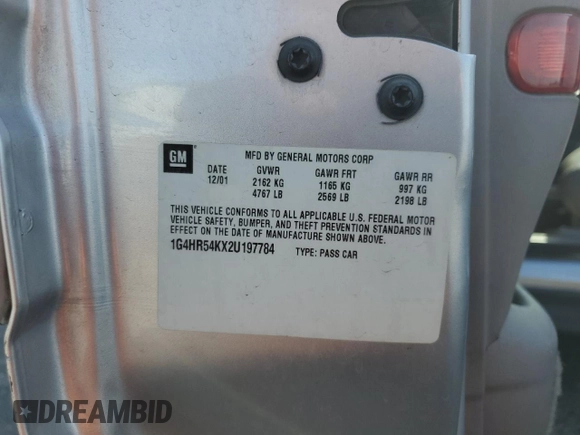 GM
MFD BY GENERAL MOTORS CORP
DATE GVWR GAWR FRT GAWR RR
12/01 2162 KG 1165 KG 997 KG
4767 LB 2569 LB 2198 LB
THIS VEHICLE CONFORMS TO ALL APPLICABLE U.S. FEDERAL MOTOR
VEHICLE SAFETY, BUMPER, AND THEFT PREVENTION STANDARDS IN
EFFECT ON THE DATE OF MANUFACTURE SHOWN ABOVE.
1G4HR54KX2U197784 TYPE: PASS CAR
DREAMBID